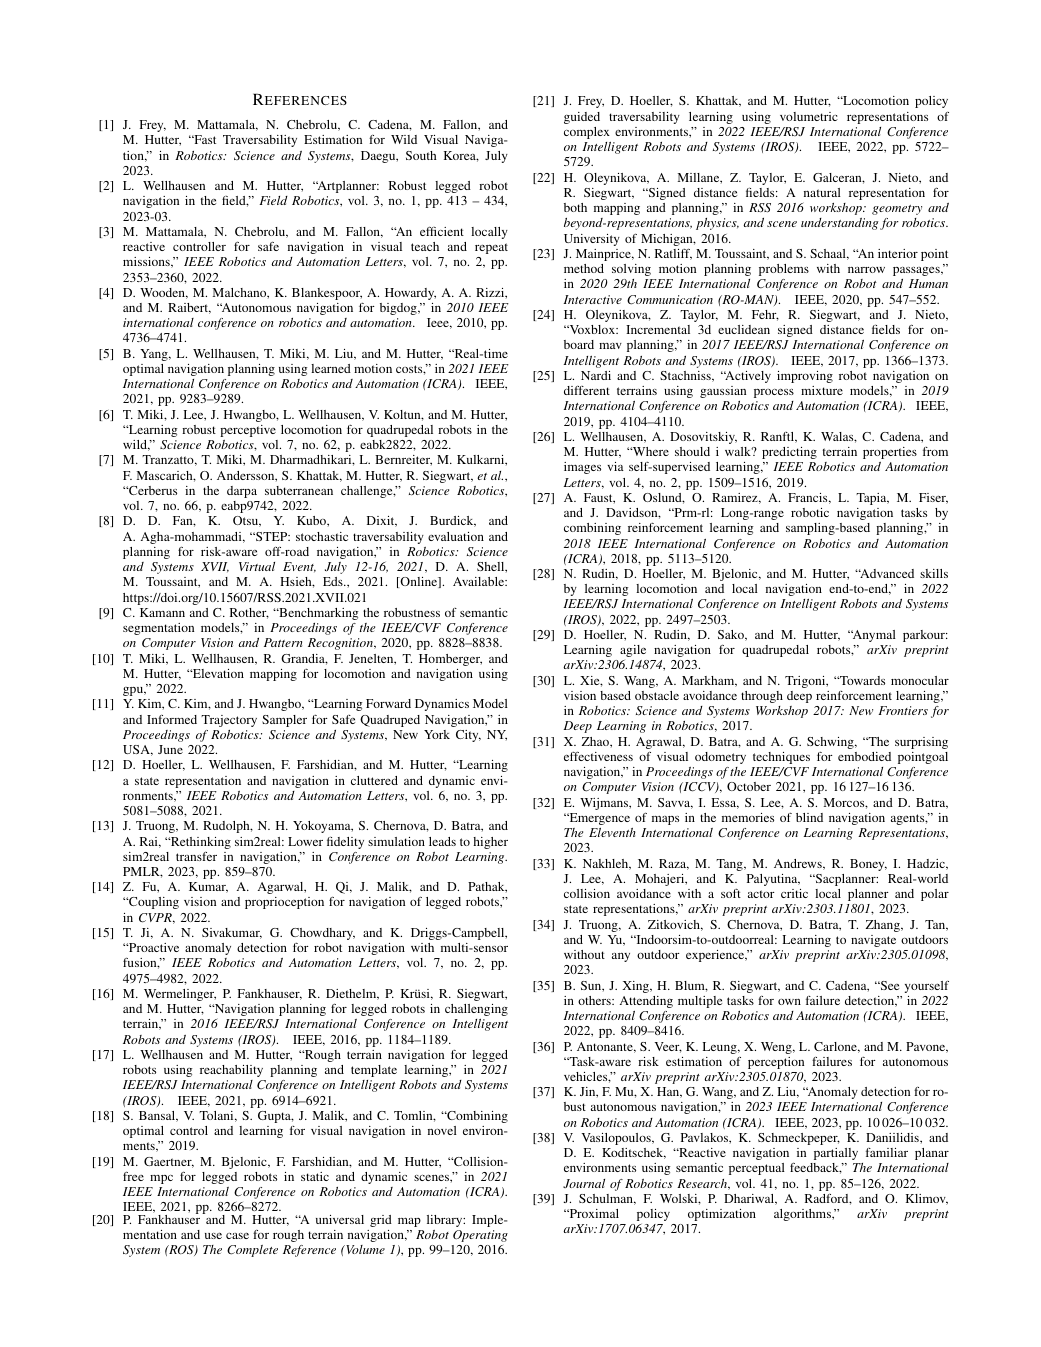 REFERENCES
[1] J. Frey, M. Mattamala, N. Chebrolu, C. Cadena, M. Fallon, and
M. Hutter, “Fast Traversability Estimation for Wild Visual Naviga-
tion,” in Robotics: Science and Systems, Daegu, South Korea, July
2023.
[2] L. Wellhausen and M. Hutter, “Artplanner: Robust legged robot
navigation in the field,” Field Robotics, vol. 3, no. 1, pp. 413 – 434,
2023-03.
[3] M. Mattamala, N. Chebrolu, and M. Fallon, “An efficient locally
reactive controller for safe navigation in visual teach and repeat
missions,” IEEE Robotics and Automation Letters, vol. 7, no. 2, pp.
2353–2360, 2022.
[4] D. Wooden, M. Malchano, K. Blankespoor, A. Howardy, A. A. Rizzi,
and M. Raibert, “Autonomous navigation for bigdog,” in 2010 IEEE
international conference on robotics and automation. Ieee, 2010, pp.
4736–4741.
[5] B. Yang, L. Wellhausen, T. Miki, M. Liu, and M. Hutter, “Real-time
optimal navigation planning using learned motion costs,” in 2021 IEEE
International Conference on Robotics and Automation (ICRA). IEEE,
2021, pp. 9283–9289.
[6] T. Miki, J. Lee, J. Hwangbo, L. Wellhausen, V. Koltun, and M. Hutter,
“Learning robust perceptive locomotion for quadrupedal robots in the
wild,” Science Robotics, vol. 7, no. 62, p. eabk2822, 2022.
[7] M. Tranzatto, T. Miki, M. Dharmadhikari, L. Bernreiter, M. Kulkarni,
F. Mascarich, O. Andersson, S. Khattak, M. Hutter, R. Siegwart, et al.,
“Cerberus in the darpa subterranean challenge,” Science Robotics,
vol. 7, no. 66, p. eabp9742, 2022.
[8] D. D. Fan, K. Otsu, Y. Kubo, A. Dixit, J. Burdick, and
A. Agha-mohammadi, “STEP: stochastic traversability evaluation and
planning for risk-aware off-road navigation,” in Robotics: Science
and Systems XVII, Virtual Event, July 12-16, 2021, D. A. Shell,
M. Toussaint, and M. A. Hsieh, Eds., 2021. [Online]. Available:
https://doi.org/10.15607/RSS.2021.XVII.021
[9] C. Kamann and C. Rother, “Benchmarking the robustness of semantic
segmentation models,” in Proceedings of the IEEE/CVF Conference
on Computer Vision and Pattern Recognition, 2020, pp. 8828–8838.
[10] T. Miki, L. Wellhausen, R. Grandia, F. Jenelten, T. Homberger, and
M. Hutter, “Elevation mapping for locomotion and navigation using
gpu,” 2022.
[11] Y. Kim, C. Kim, and J. Hwangbo, “Learning Forward Dynamics Model
and Informed Trajectory Sampler for Safe Quadruped Navigation,” in
Proceedings of Robotics: Science and Systems, New York City, NY,
USA, June 2022.
[12] D. Hoeller, L. Wellhausen, F. Farshidian, and M. Hutter, “Learning
a state representation and navigation in cluttered and dynamic envi-
ronments,” IEEE Robotics and Automation Letters, vol. 6, no. 3, pp.
5081–5088, 2021.
[13] J. Truong, M. Rudolph, N. H. Yokoyama, S. Chernova, D. Batra, and
A. Rai, “Rethinking sim2real: Lower fidelity simulation leads to higher
sim2real transfer in navigation,” in Conference on Robot Learning.
PMLR, 2023, pp. 859–870.
[14] Z. Fu, A. Kumar, A. Agarwal, H. Qi, J. Malik, and D. Pathak,
“Coupling vision and proprioception for navigation of legged robots,”
in CVPR, 2022.
[15] T. Ji, A. N. Sivakumar, G. Chowdhary, and K. Driggs-Campbell,
“Proactive anomaly detection for robot navigation with multi-sensor
fusion,” IEEE Robotics and Automation Letters, vol. 7, no. 2, pp.
4975–4982, 2022.
[16] M. Wermelinger, P. Fankhauser, R. Diethelm, P. Krüsi, R. Siegwart,
and M. Hutter, “Navigation planning for legged robots in challenging
terrain,” in 2016 IEEE/RSJ International Conference on Intelligent
Robots and Systems (IROS). IEEE, 2016, pp. 1184–1189.
[17] L. Wellhausen and M. Hutter, “Rough terrain navigation for legged
robots using reachability planning and template learning,” in 2021
IEEE/RSJ International Conference on Intelligent Robots and Systems
(IROS). IEEE, 2021, pp. 6914–6921.
[18] S. Bansal, V. Tolani, S. Gupta, J. Malik, and C. Tomlin, “Combining
optimal control and learning for visual navigation in novel environ-
ments,” 2019.
[19] M. Gaertner, M. Bjelonic, F. Farshidian, and M. Hutter, “Collision-
free mpc for legged robots in static and dynamic scenes,” in 2021
IEEE International Conference on Robotics and Automation (ICRA).
IEEE, 2021, pp. 8266–8272.
[20] P. Fankhauser and M. Hutter, “A universal grid map library: Imple-
mentation and use case for rough terrain navigation,” Robot Operating
System (ROS) The Complete Reference (Volume 1), pp. 99–120, 2016.
[21] J. Frey, D. Hoeller, S. Khattak, and M. Hutter, “Locomotion policy
guided traversability learning using volumetric representations of
complex environments,” in 2022 IEEE/RSJ International Conference
on Intelligent Robots and Systems (IROS). IEEE, 2022, pp. 5722–
5729.
[22] H. Oleynikova, A. Millane, Z. Taylor, E. Galceran, J. Nieto, and
R. Siegwart, “Signed distance fields: A natural representation for
both mapping and planning,” in RSS 2016 workshop: geometry and
beyond-representations, physics, and scene understanding for robotics.
University of Michigan, 2016.
[23] J. Mainprice, N. Ratliff, M. Toussaint, and S. Schaal, “An interior point
method solving motion planning problems with narrow passages,”
in 2020 29th IEEE International Conference on Robot and Human
Interactive Communication (RO-MAN). IEEE, 2020, pp. 547–552.
[24] H. Oleynikova, Z. Taylor, M. Fehr, R. Siegwart, and J. Nieto,
“Voxblox: Incremental 3d euclidean signed distance fields for on-
board mav planning,” in 2017 IEEE/RSJ International Conference on
Intelligent Robots and Systems (IROS). IEEE, 2017, pp. 1366–1373.
[25] L. Nardi and C. Stachniss, “Actively improving robot navigation on
different terrains using gaussian process mixture models,” in 2019
International Conference on Robotics and Automation (ICRA). IEEE,
2019, pp. 4104–4110.
[26] L. Wellhausen, A. Dosovitskiy, R. Ranftl, K. Walas, C. Cadena, and
M. Hutter, “Where should i walk? predicting terrain properties from
images via self-supervised learning,” IEEE Robotics and Automation
Letters, vol. 4, no. 2, pp. 1509–1516, 2019.
[27] A. Faust, K. Oslund, O. Ramirez, A. Francis, L. Tapia, M. Fiser,
and J. Davidson, “Prm-rl: Long-range robotic navigation tasks by
combining reinforcement learning and sampling-based planning,” in
2018 IEEE International Conference on Robotics and Automation
(ICRA), 2018, pp. 5113–5120.
[28] N. Rudin, D. Hoeller, M. Bjelonic, and M. Hutter, “Advanced skills
by learning locomotion and local navigation end-to-end,” in 2022
IEEE/RSJ International Conference on Intelligent Robots and Systems
(IROS), 2022, pp. 2497–2503.
[29] D. Hoeller, N. Rudin, D. Sako, and M. Hutter, “Anymal parkour:
Learning agile navigation for quadrupedal robots,” arXiv preprint
arXiv:2306.14874, 2023.
[30] L. Xie, S. Wang, A. Markham, and N. Trigoni, “Towards monocular
vision based obstacle avoidance through deep reinforcement learning,”
in Robotics: Science and Systems Workshop 2017: New Frontiers for
Deep Learning in Robotics, 2017.
[31] X. Zhao, H. Agrawal, D. Batra, and A. G. Schwing, “The surprising
effectiveness of visual odometry techniques for embodied pointgoal
navigation,” in Proceedings of the IEEE/CVF International Conference
on Computer Vision (ICCV), October 2021, pp. 16 127–16 136.
[32] E. Wijmans, M. Savva, I. Essa, S. Lee, A. S. Morcos, and D. Batra,
“Emergence of maps in the memories of blind navigation agents,” in
The Eleventh International Conference on Learning Representations,
2023.
[33] K. Nakhleh, M. Raza, M. Tang, M. Andrews, R. Boney, I. Hadzic,
J. Lee, A. Mohajeri, and K. Palyutina, “Sacplanner: Real-world
collision avoidance with a soft actor critic local planner and polar
state representations,” arXiv preprint arXiv:2303.11801, 2023.
[34] J. Truong, A. Zitkovich, S. Chernova, D. Batra, T. Zhang, J. Tan,
and W. Yu, “Indoorsim-to-outdoorreal: Learning to navigate outdoors
without any outdoor experience,” arXiv preprint arXiv:2305.01098,
2023.
[35] B. Sun, J. Xing, H. Blum, R. Siegwart, and C. Cadena, “See yourself
in others: Attending multiple tasks for own failure detection,” in 2022
International Conference on Robotics and Automation (ICRA). IEEE,
2022, pp. 8409–8416.
[36] P. Antonante, S. Veer, K. Leung, X. Weng, L. Carlone, and M. Pavone,
“Task-aware risk estimation of perception failures for autonomous
vehicles,” arXiv preprint arXiv:2305.01870, 2023.
[37] K. Jin, F. Mu, X. Han, G. Wang, and Z. Liu, “Anomaly detection for ro-
bust autonomous navigation,” in 2023 IEEE International Conference
on Robotics and Automation (ICRA). IEEE, 2023, pp. 10 026–10 032.
[38] V. Vasilopoulos, G. Pavlakos, K. Schmeckpeper, K. Daniilidis, and
D. E. Koditschek, “Reactive navigation in partially familiar planar
environments using semantic perceptual feedback,” The International
Journal of Robotics Research, vol. 41, no. 1, pp. 85–126, 2022.
[39] J. Schulman, F. Wolski, P. Dhariwal, A. Radford, and O. Klimov,
“Proximal policy optimization algorithms,” arXiv preprint
arXiv:1707.06347, 2017.